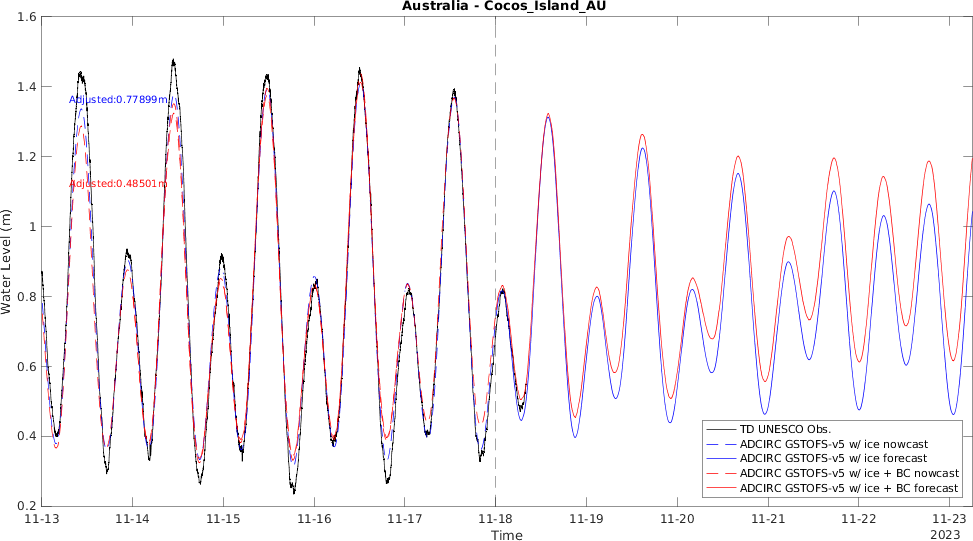 Australia - Cocos_Island_AU
1.6
1.4
1.2
1
0.8
0.6
0.4
0.2
Water Level (m)
Adjusted:0.77899m
Adjusted:0.48501m
TD UNESCO Obs.
ADCIRC GSTOFS-v5 w/ ice nowcast
ADCIRC GSTOFS-v5 w/ ice forecast
ADCIRC GSTOFS-v5 w/ ice + BC nowcast
ADCIRC GSTOFS-v5 w/ ice + BC forecast
11-13 11-14 11-15 11-16 11-17 11-18 11-19 11-20 11-21 11-22 11-23
Time
2023